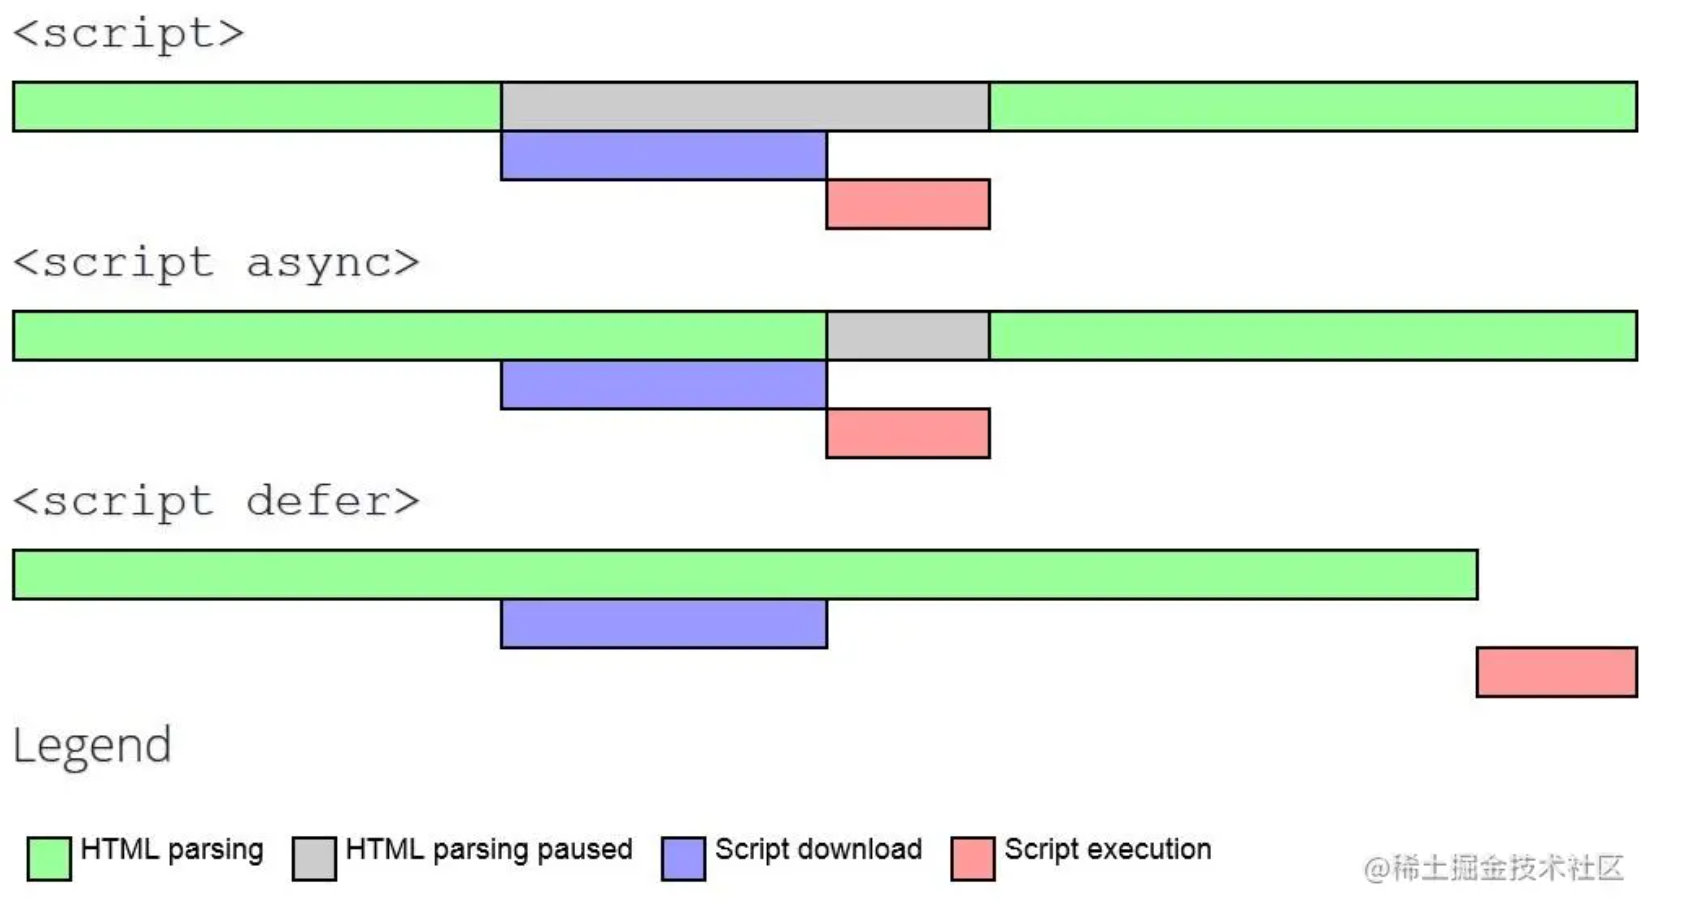 <script>
<script async>
<script defer>
Legend
HTML parsing HTML parsing paused Script download Script execution
@稀土掘金技术社区